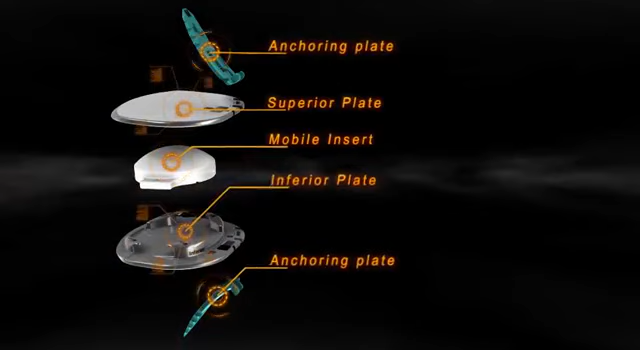 Anchoring plate
Superior Plate
Mobile Insert
Inferior Plate
Anchoring plate